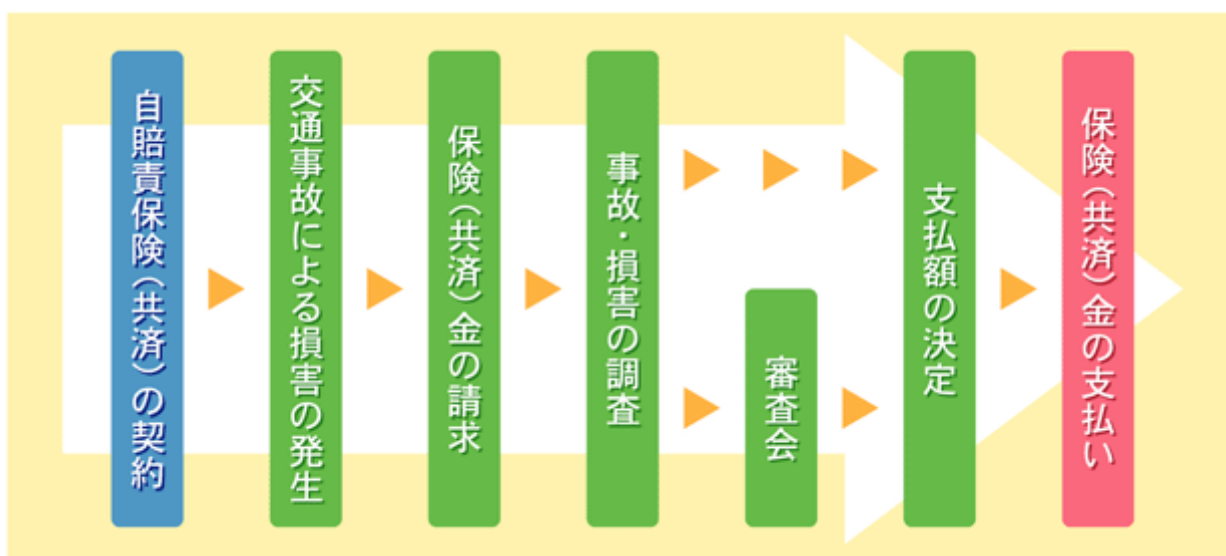 自賠責保険（共済）の契約
交通事故による損害の発生
保険（共済）金の請求
事故・損害の調査
審査会
支払額の決定
保険（共済）金の支払い